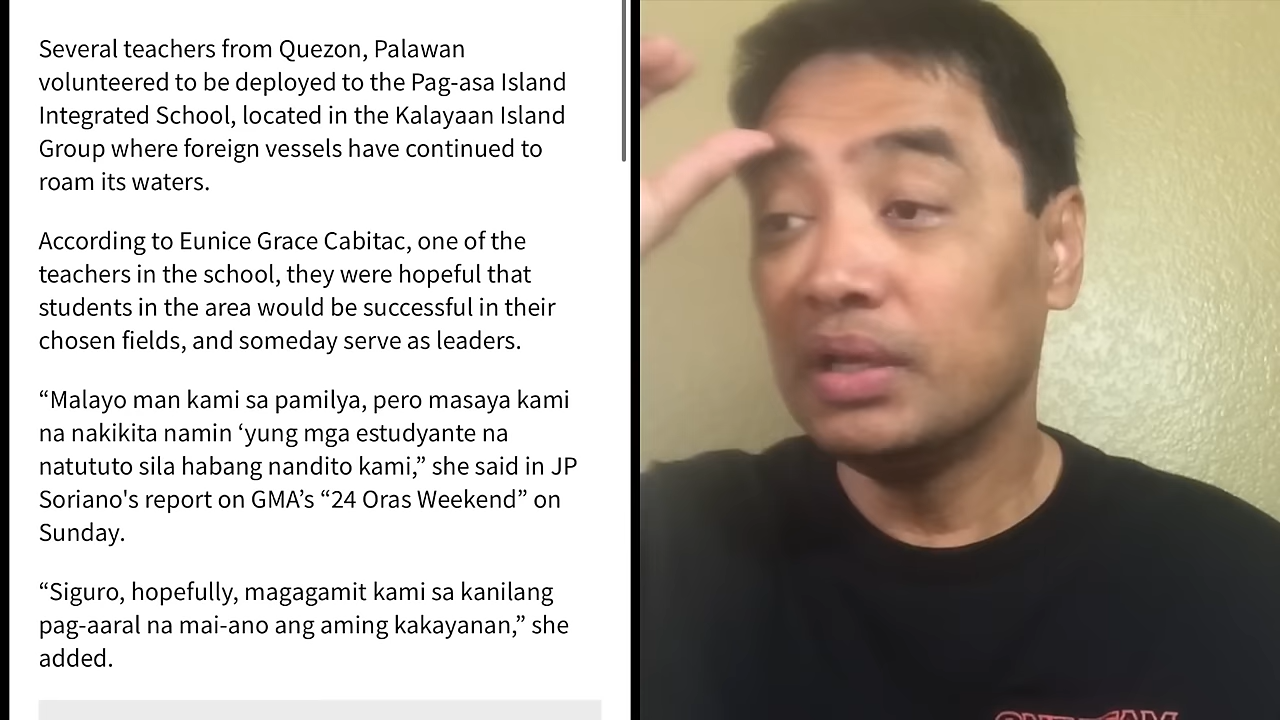 Several teachers from Quezon, Palawan
volunteered to be deployed to the Pag-asa Island
Integrated School, located in the Kalayaan Island
Group where foreign vessels have continued to
roam its waters.
According to Eunice Grace Cabitac, one of the
teachers in the school, they were hopeful that
students in the area would be successful in their
chosen fields, and someday serve as leaders.
“Malayo man kami sa pamilya, pero masaya kami
na nakikita namin ‘yung mga estudyante na
natututo sila habang nandito kami,” she said in JP
Soriano's report on GMA’s “24 Oras Weekend” on
Sunday.
“Siguro, hopefully, magagamit kami sa kanilang
pag-aaral na mai-ano ang aming kakayanan,” she
added.